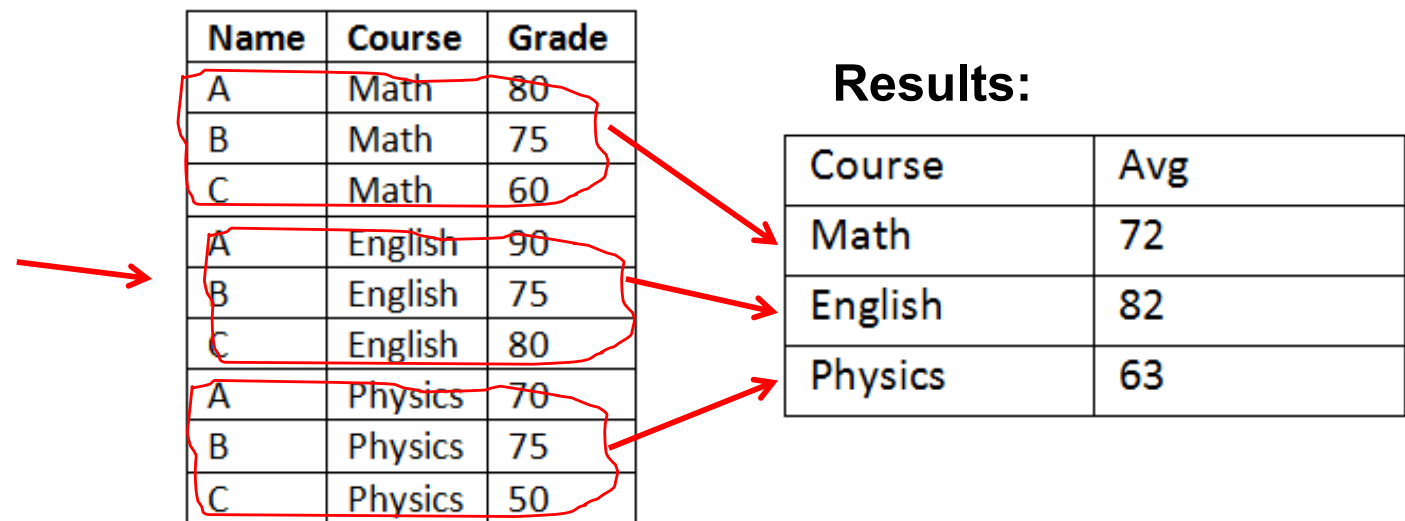 Name Course Grade
A Math 80
B Math 75
C Math 60
A English 90
B English 75
C English 80
A Physics 70
B Physics 75
C Physics 50
Results:
Course Avg
Math 72
English 82
Physics 63